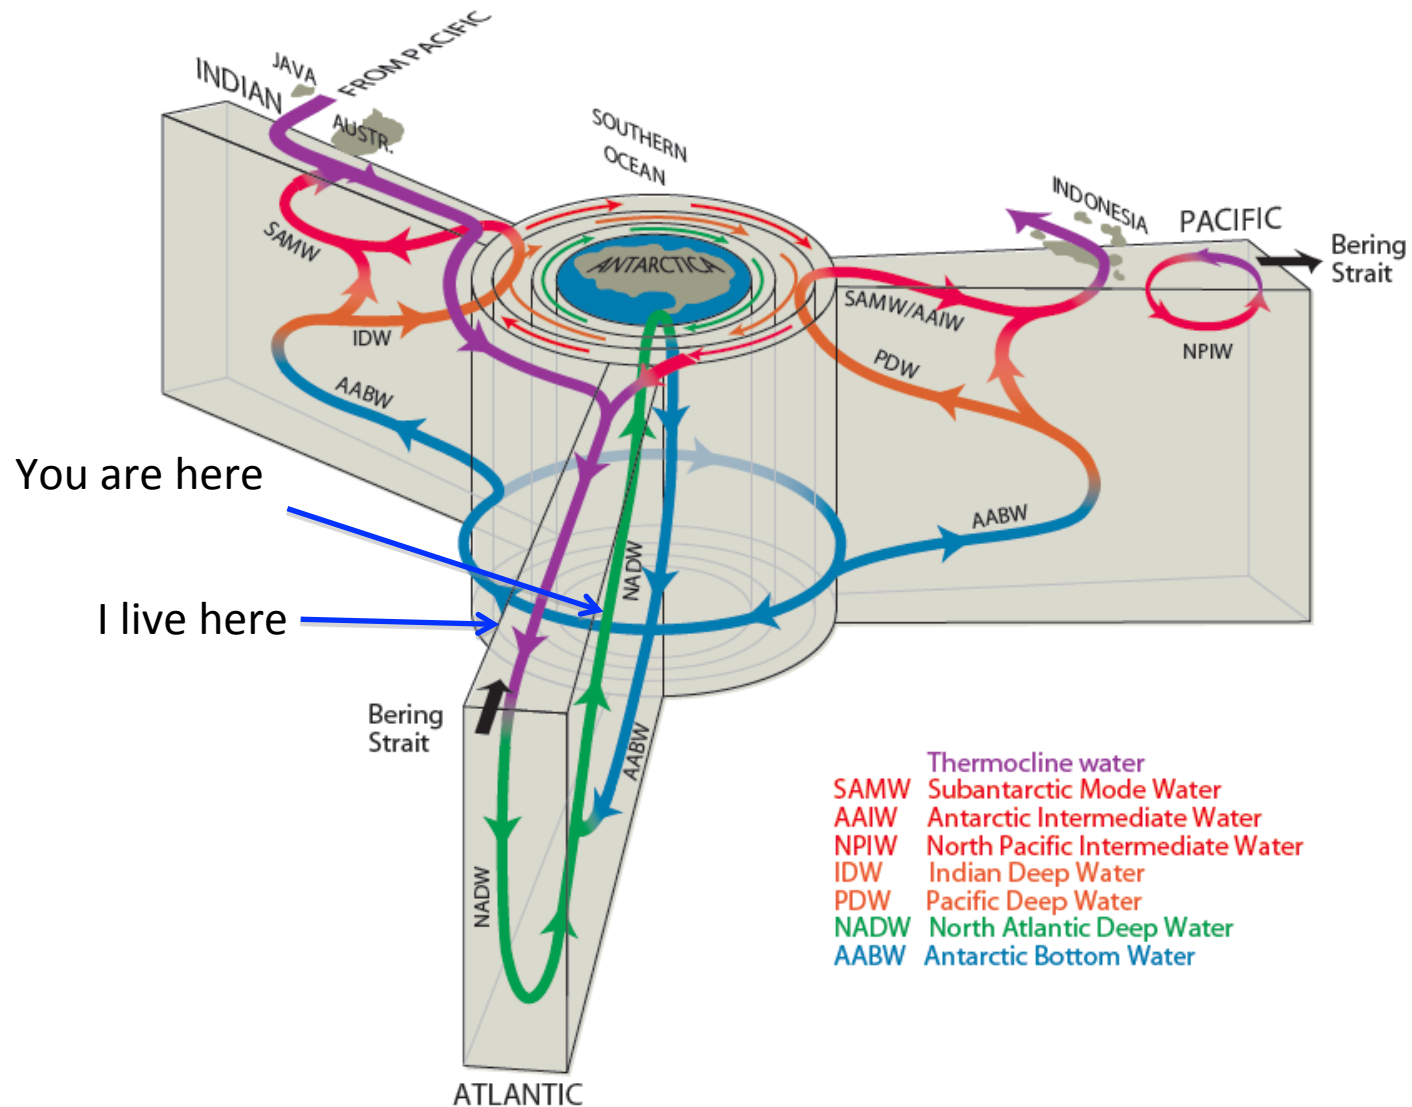 JAVA
FROM PACIFIC
INDIAN
AUSTR.
SOUTHERN
OCEAN
INDONESIA
PACIFIC
Bering
Strait
ANTARCTICA
SAMW
SAMW/AAIW
IDW
PDW
NPIW
AABW
You are here
AABW
NADW
I live here
Bering
Strait
AABW
NADW
Thermocline water
SAMW Subantarctic Mode Water
AAIW Antarctic Intermediate Water
NPIW North Pacific Intermediate Water
IDW Indian Deep Water
PDW Pacific Deep Water
NADW North Atlantic Deep Water
AABW Antarctic Bottom Water
ATLANTIC